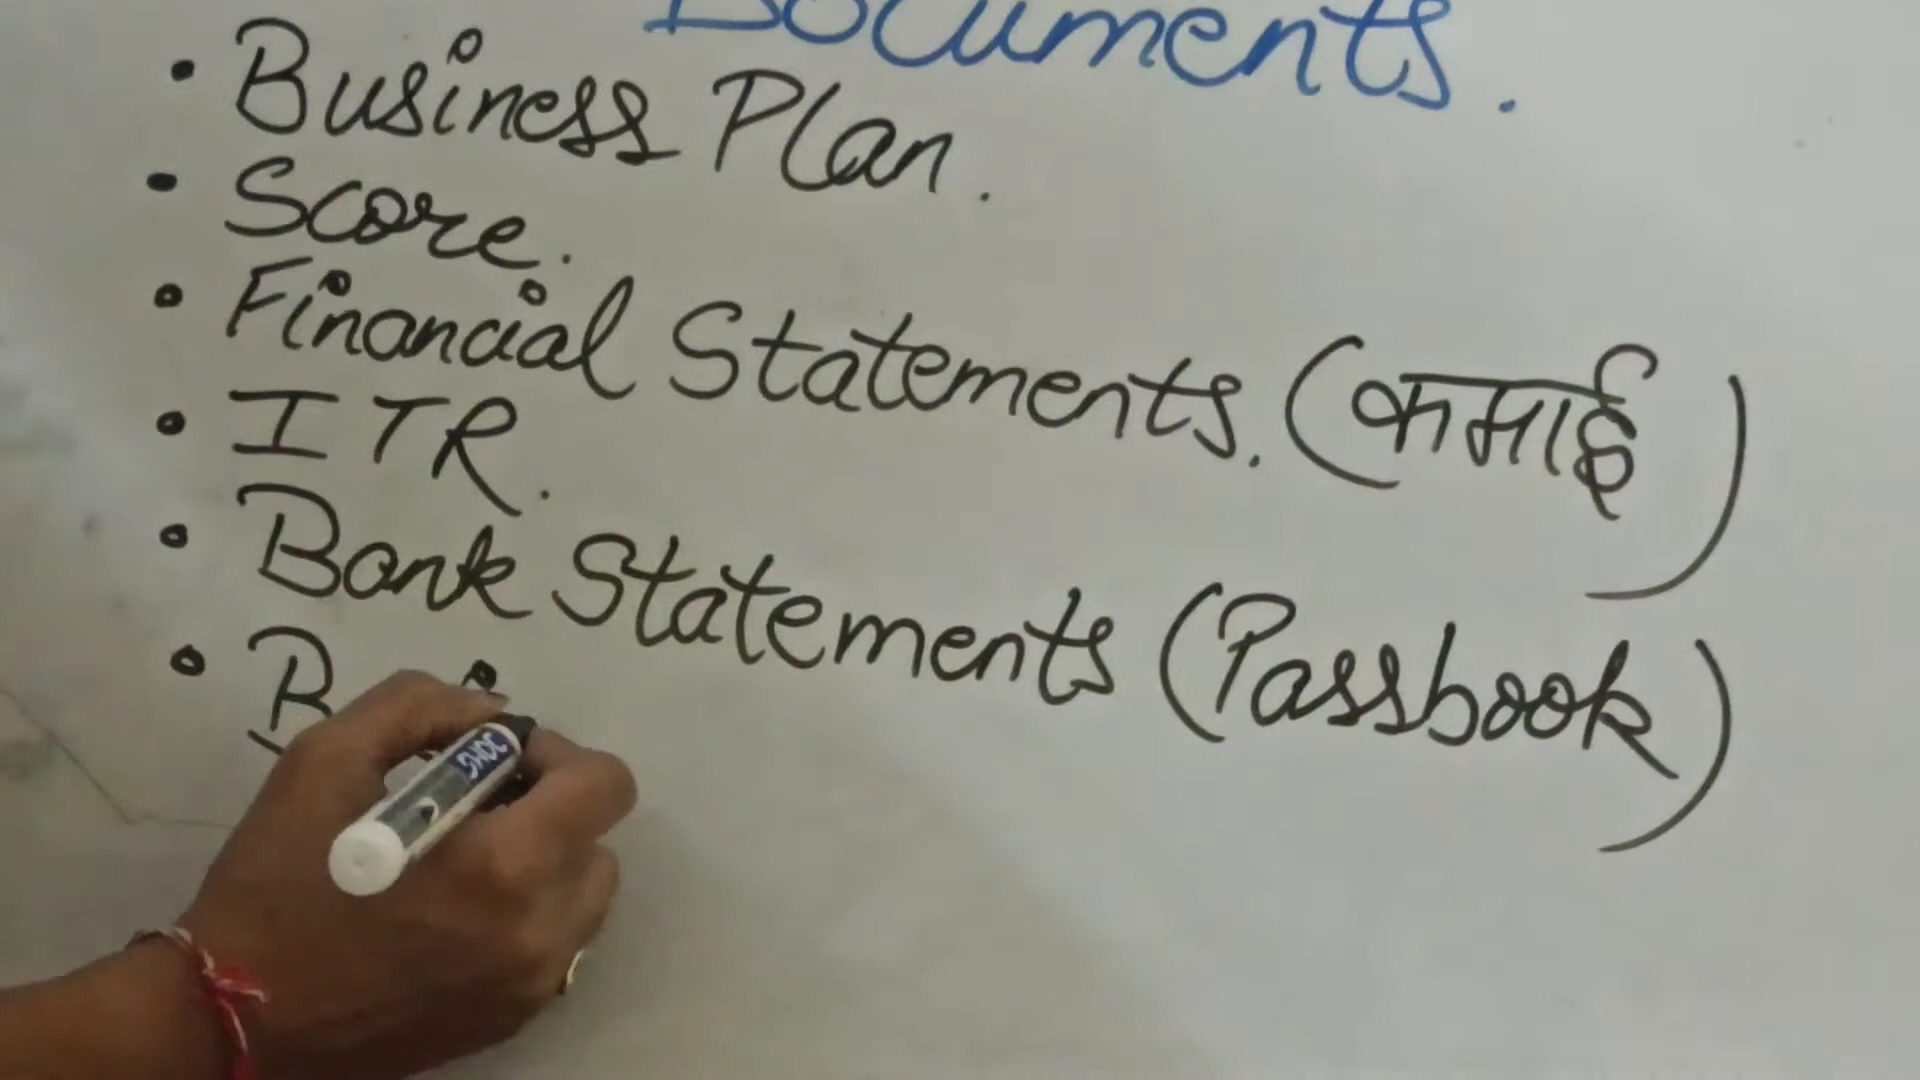 Documents.
• Business Plan.
• Score.
• Financial Statements. (कमाई)
• ITR.
• Bank Statements (Passbook)